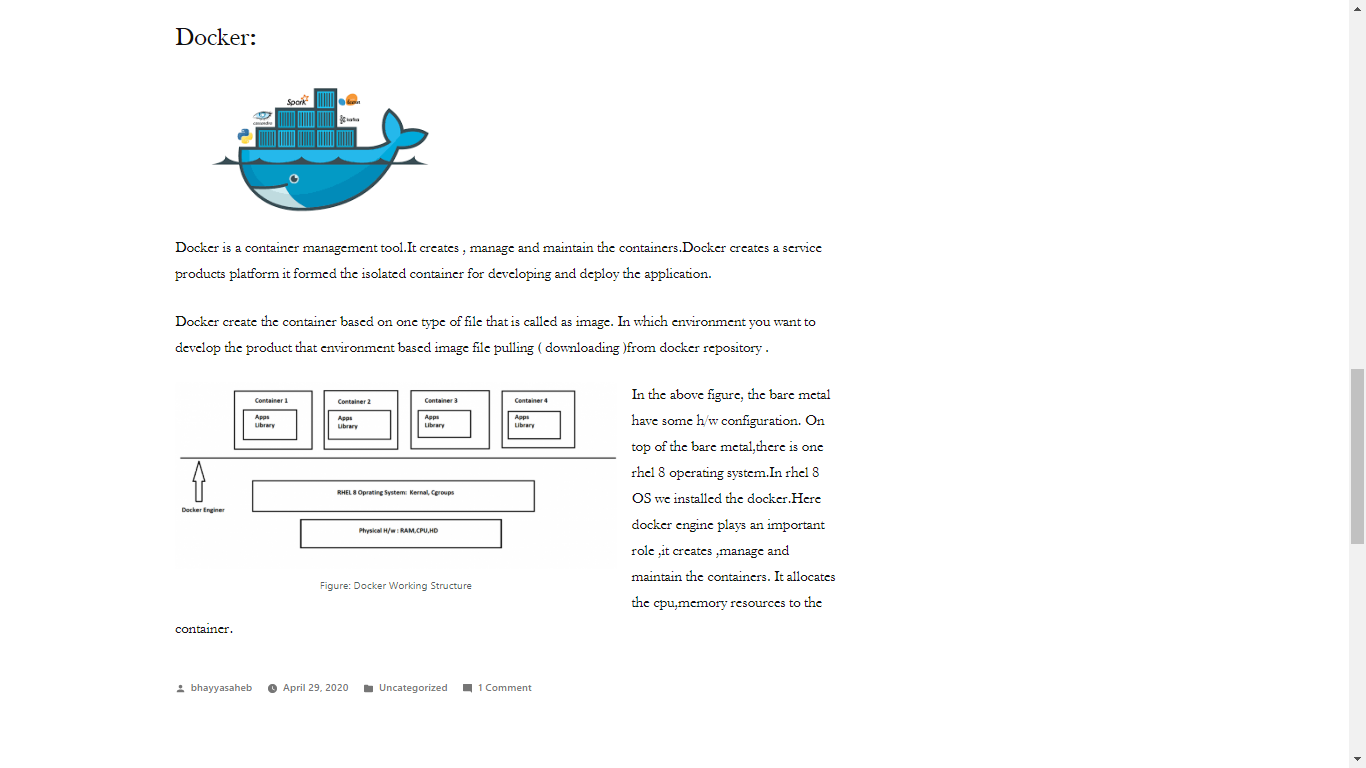 Docker:
Spark
cassandra
kafka
Docker is a container management tool.It creates , manage and maintain the containers.Docker creates a service
products platform it formed the isolated container for developing and deploy the application.
Docker create the container based on one type of file that is called as image. In which environment you want to
develop the product that environment based image file pulling ( downloading )from docker repository .
Container 1
Apps
Library
Container 2
Apps
Library
Container 3
Apps
Library
Container 4
Apps
Library
Docker Enginer
RHEL 8 Oprating System: Kernal, Cgroups
Physical H/w : RAM,CPU,HD
Figure: Docker Working Structure
In the above figure, the bare metal
have some h/w configuration. On
top of the bare metal,there is one
rhel 8 operating system.In rhel 8
OS we installed the docker.Here
docker engine plays an important
role ,it creates ,manage and
maintain the containers. It allocates
the cpu,memory resources to the
container.
bhayyasaheb April 29, 2020 Uncategorized 1 Comment